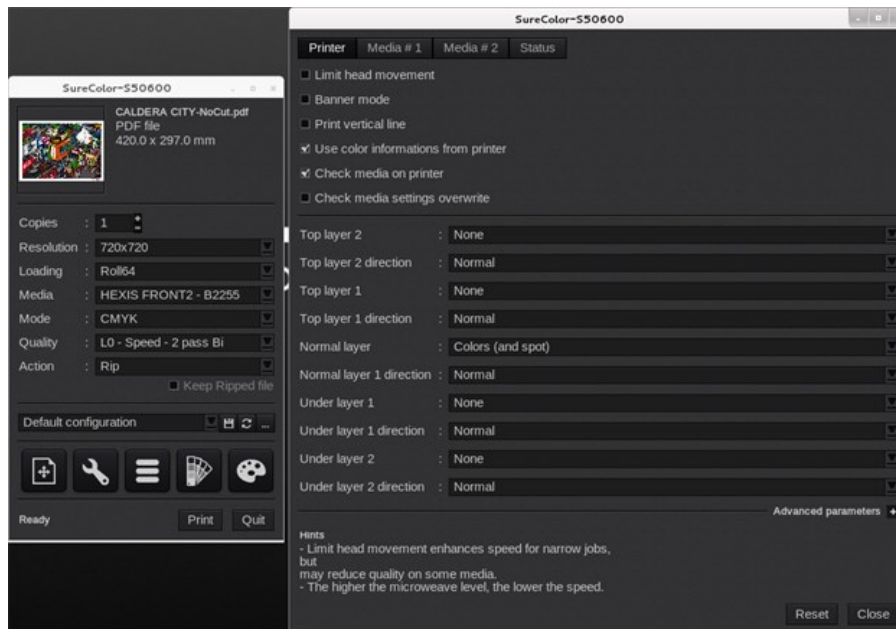 SureColor-S50600
CALDERA CITY-NoCut.pdf
PDF file
420.0 x 297.0 mm
Copies : 1
Resolution : 720x720
Loading : Roll64
Media : HEXIS FRONT2 - B2255
Mode : CMYK
Quality : L0 - Speed - 2 pass Bi
Action : Rip
Keep Ripped file
Default configuration ...
Ready Print Quit
SureColor-S50600
Printer Media # 1 Media # 2 Status
Limit head movement
Banner mode
Print vertical line
Use color informations from printer
Check media on printer
Check media settings overwrite
Top layer 2 : None
Top layer 2 direction : Normal
Top layer 1 : None
Top layer 1 direction : Normal
Normal layer : Colors (and spot)
Normal layer 1 direction : Normal
Under layer 1 : None
Under layer 1 direction : Normal
Under layer 2 : None
Under layer 2 direction : Normal
Advanced parameters +
Hints
- Limit head movement enhances speed for narrow jobs,
but
may reduce quality on some media.
- The higher the microweave level, the lower the speed.
Reset Close